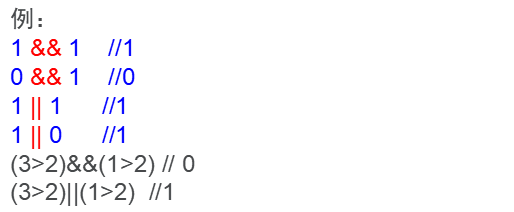 例：
1 && 1    //1
0 && 1    //0
1 || 1      //1
1 || 0      //1
(3>2)&&(1>2) // 0
(3>2)||(1>2)  //1